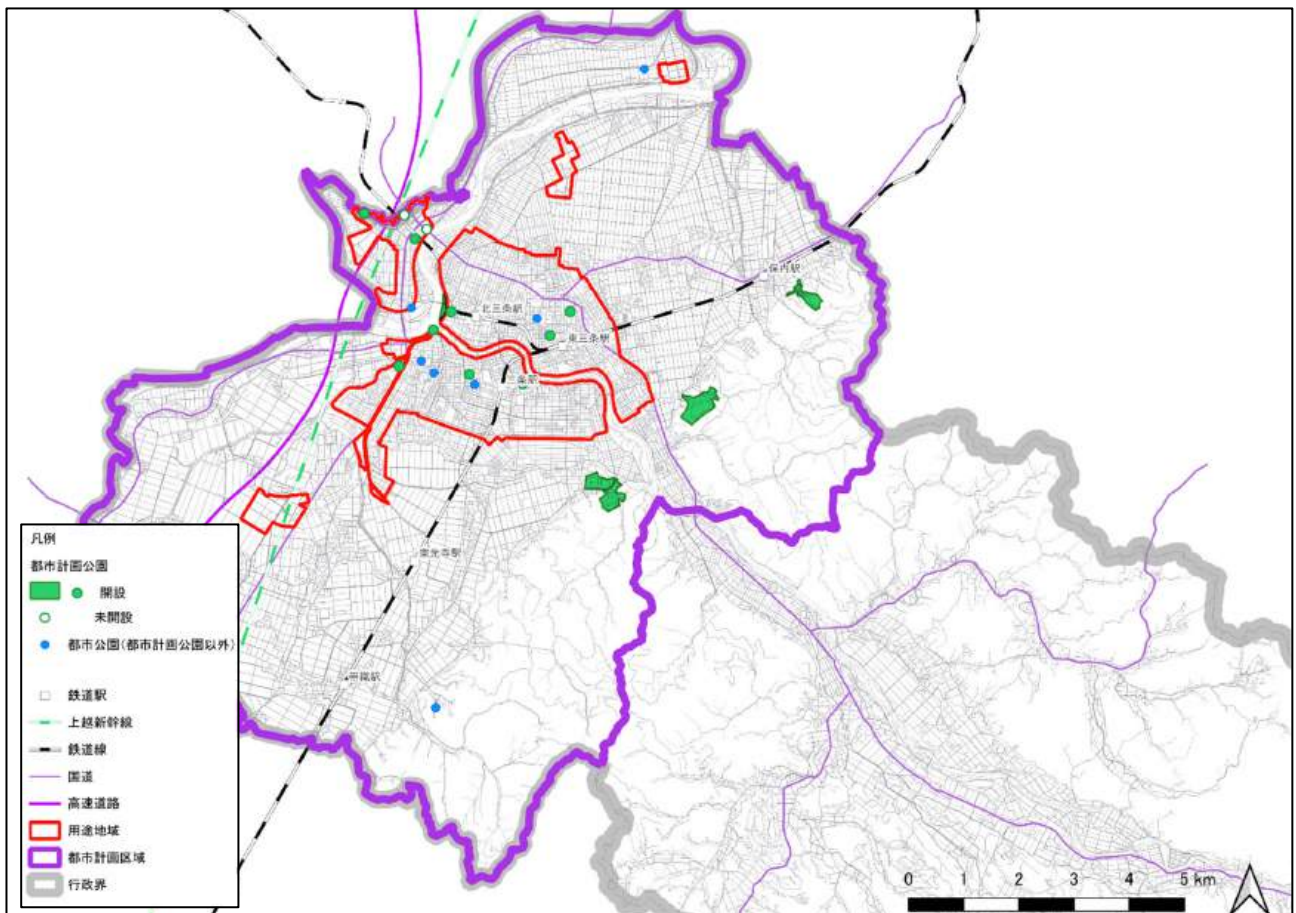 保内駅
北三条駅
東三条駅
三条駅
東光寺駅
帯織駅
凡例
都市計画公園
開設
未開設
都市公園(都市計画公園以外)
鉄道駅
上越新幹線
鉄道線
国道
高速道路
用途地域
都市計画区域
行政界
0 1 2 3 4 5 km